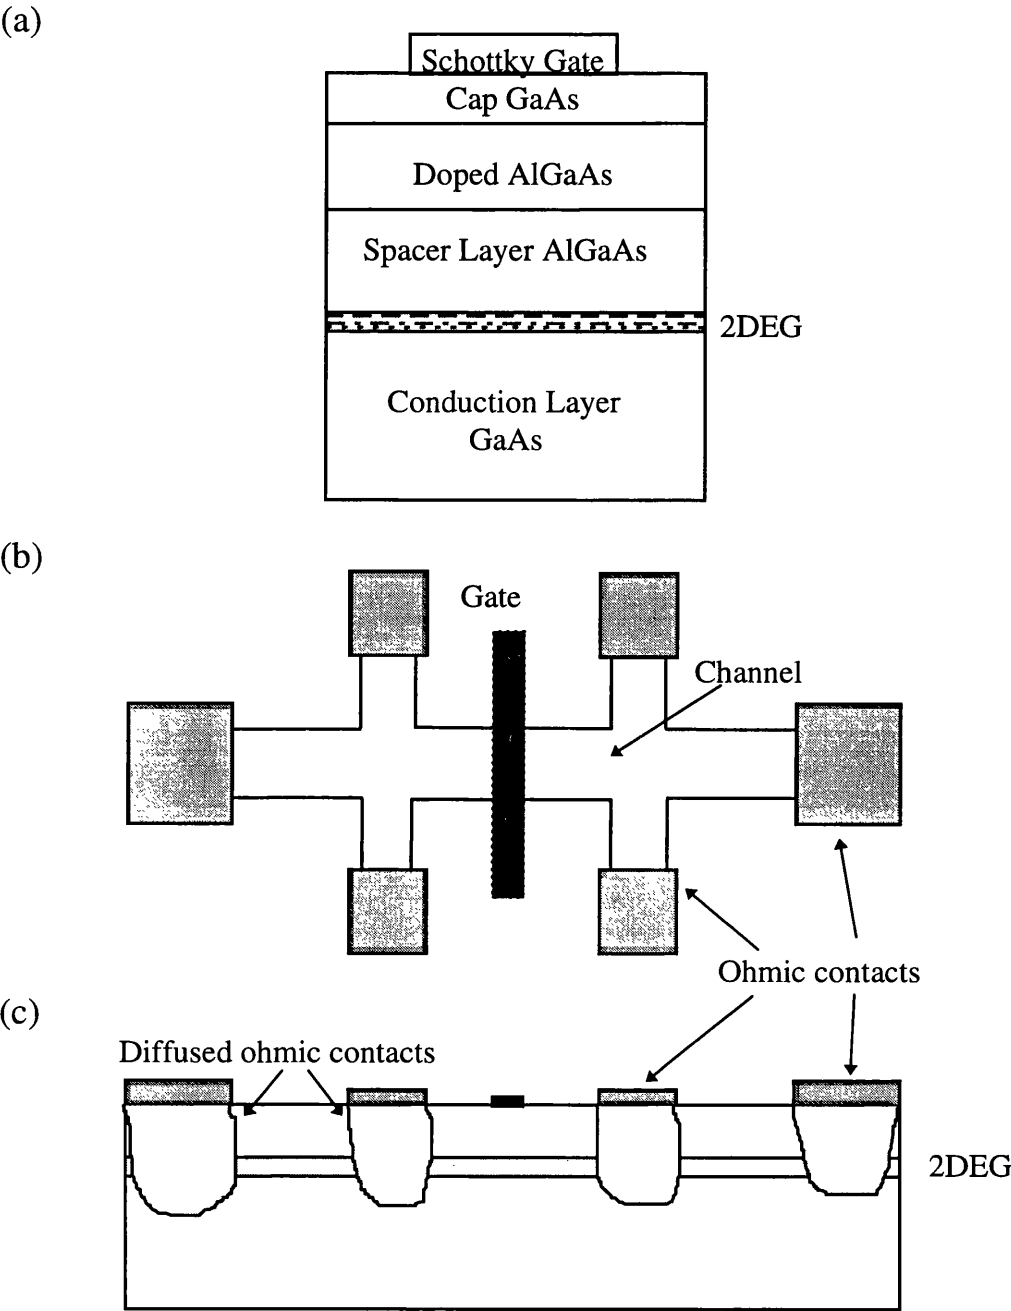 (a)
Schottky Gate
Cap GaAs
Doped AlGaAs
Spacer Layer AlGaAs
2DEG
Conduction Layer
GaAs
(b)
Gate
Channel
Ohmic contacts
(c)
Diffused ohmic contacts
2DEG